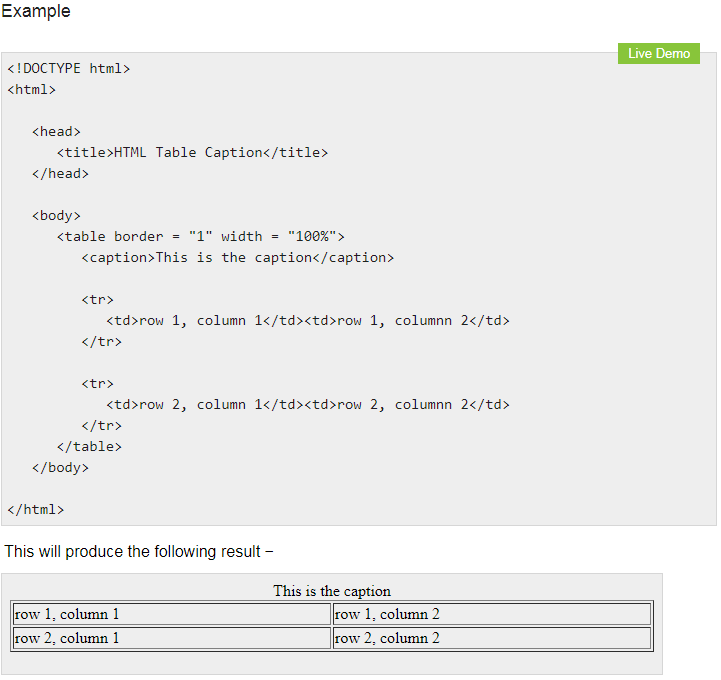 Example
Live Demo
<!DOCTYPE html>
<html>
<head>
<title>HTML Table Caption</title>
</head>
<body>
<table border = "1" width = "100%">
<caption>This is the caption</caption>
<tr>
<td>row 1, column 1</td><td>row 1, columnn 2</td>
</tr>
<tr>
<td>row 2, column 1</td><td>row 2, columnn 2</td>
</tr>
</table>
</body>
</html>
This will produce the following result −
This is the caption
row 1, column 1 row 1, column 2
row 2, column 1 row 2, column 2